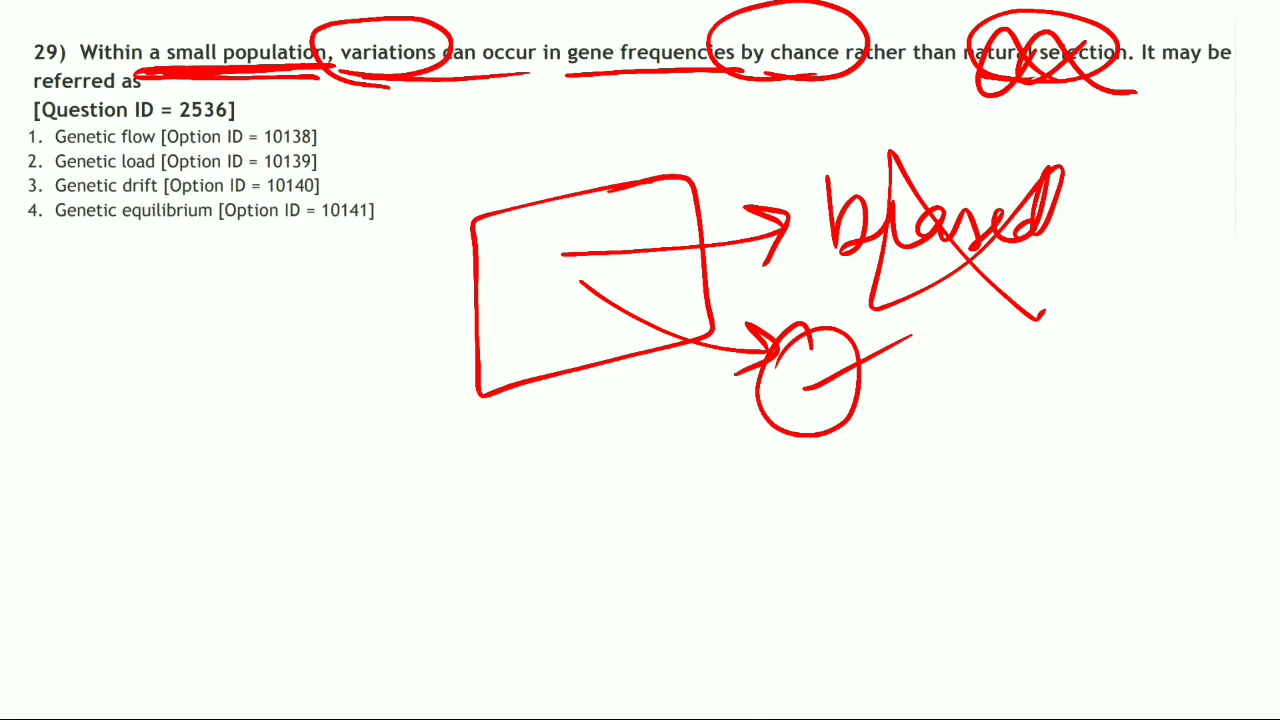 29) Within a small population, variations can occur in gene frequencies by chance rather than natural selection. It may be
referred as
[Question ID = 2536]
1. Genetic flow [Option ID = 10138]
2. Genetic load [Option ID = 10139]
3. Genetic drift [Option ID = 10140]
4. Genetic equilibrium [Option ID = 10141]